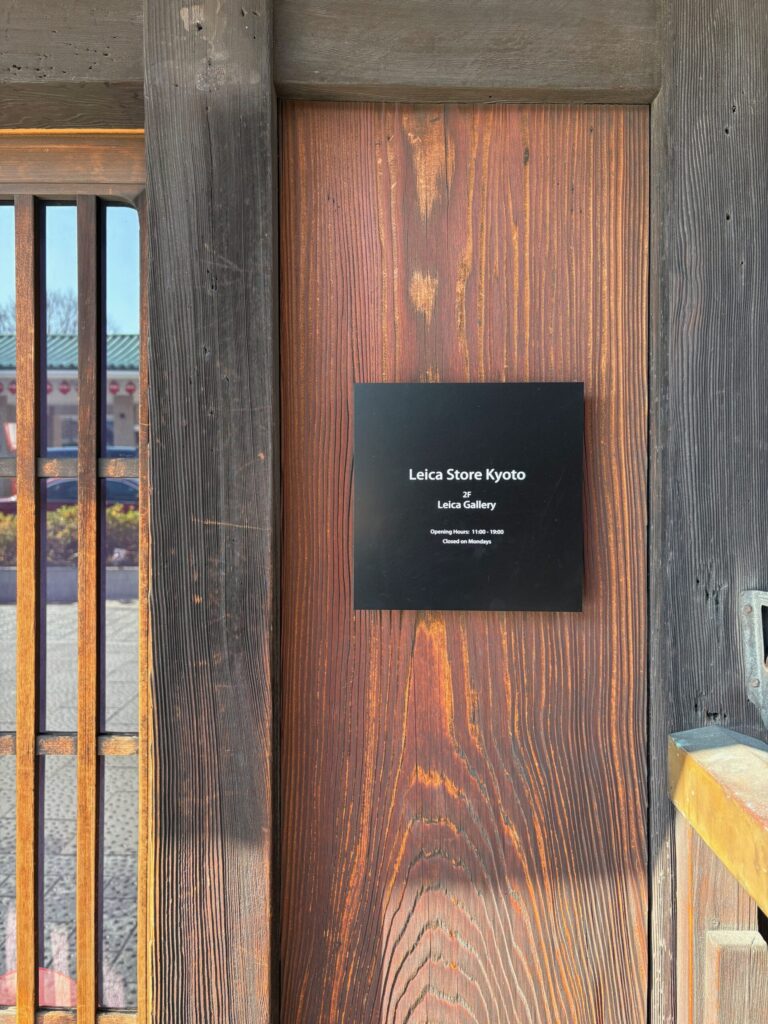 Leica Store Kyoto
2F
Leica Gallery
Opening Hours: 11:00 - 19:00
Closed on Mondays